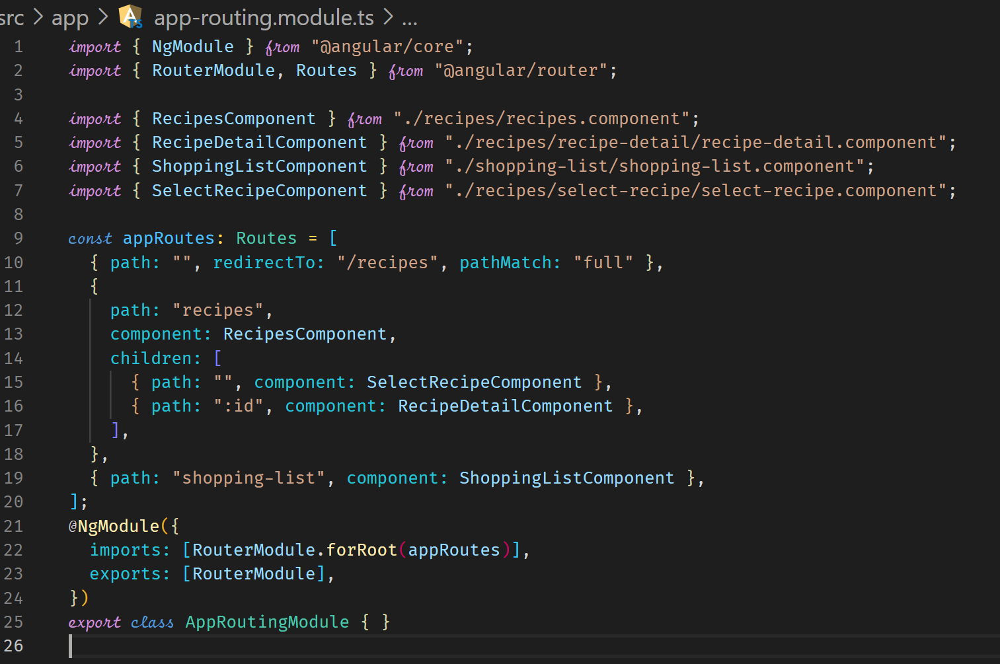 src > app > A TS app-routing.module.ts > ...
1 import { NgModule } from "@angular/core";
2 import { RouterModule, Routes } from "@angular/router";
3
4 import { RecipesComponent } from "./recipes/recipes.component";
5 import { RecipeDetailComponent } from "./recipes/recipe-detail/recipe-detail.component";
6 import { ShoppingListComponent } from "./shopping-list/shopping-list.component";
7 import { SelectRecipeComponent } from "./recipes/select-recipe/select-recipe.component";
8
9 const appRoutes: Routes = [
10   { path: "", redirectTo: "/recipes", pathMatch: "full" },
11   {
12     path: "recipes",
13     component: RecipesComponent,
14     children: [
15       { path: "", component: SelectRecipeComponent },
16       { path: ":id", component: RecipeDetailComponent },
17     ],
18   },
19   { path: "shopping-list", component: ShoppingListComponent },
20 ];
21 @NgModule({
22   imports: [RouterModule.forRoot(appRoutes)],
23   exports: [RouterModule],
24 })
25 export class AppRoutingModule { }
26